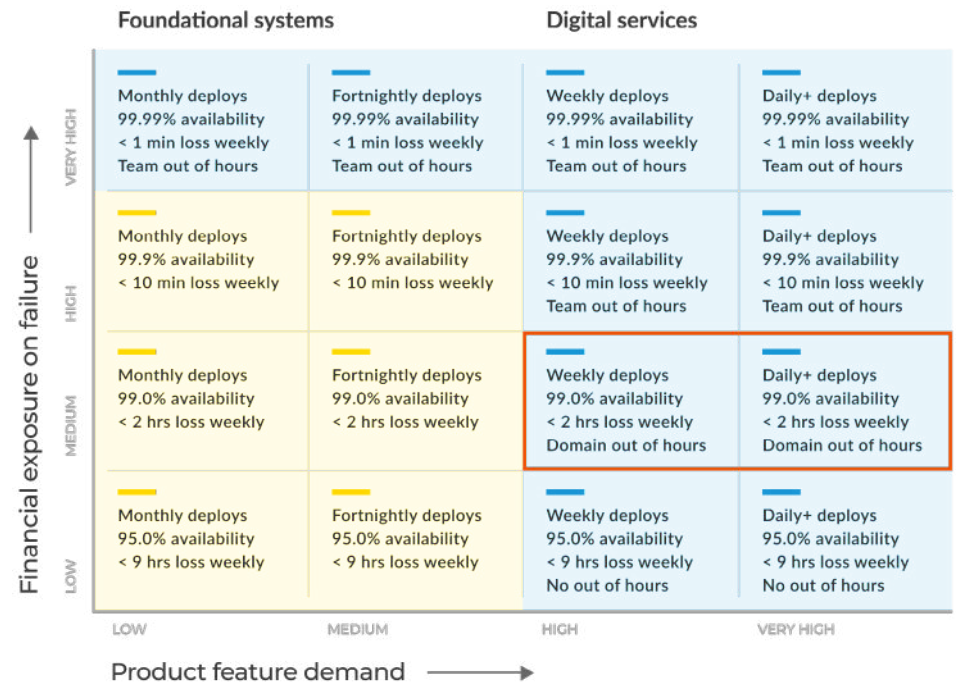 Foundational systems
Digital services
Financial exposure on failure
VERY HIGH
Monthly deploys
99.99% availability
< 1 min loss weekly
Team out of hours
Fortnightly deploys
99.99% availability
< 1 min loss weekly
Team out of hours
Weekly deploys
99.99% availability
< 1 min loss weekly
Team out of hours
Daily+ deploys
99.99% availability
< 1 min loss weekly
Team out of hours
HIGH
Monthly deploys
99.9% availability
< 10 min loss weekly
Fortnightly deploys
99.9% availability
< 10 min loss weekly
Weekly deploys
99.9% availability
< 10 min loss weekly
Team out of hours
Daily+ deploys
99.9% availability
< 10 min loss weekly
Team out of hours
MEDIUM
Monthly deploys
99.0% availability
< 2 hrs loss weekly
Fortnightly deploys
99.0% availability
< 2 hrs loss weekly
Weekly deploys
99.0% availability
< 2 hrs loss weekly
Domain out of hours
Daily+ deploys
99.0% availability
< 2 hrs loss weekly
Domain out of hours
LOW
Monthly deploys
95.0% availability
< 9 hrs loss weekly
Fortnightly deploys
95.0% availability
< 9 hrs loss weekly
Weekly deploys
95.0% availability
< 9 hrs loss weekly
No out of hours
Daily+ deploys
95.0% availability
< 9 hrs loss weekly
No out of hours
LOW
MEDIUM
HIGH
VERY HIGH
Product feature demand